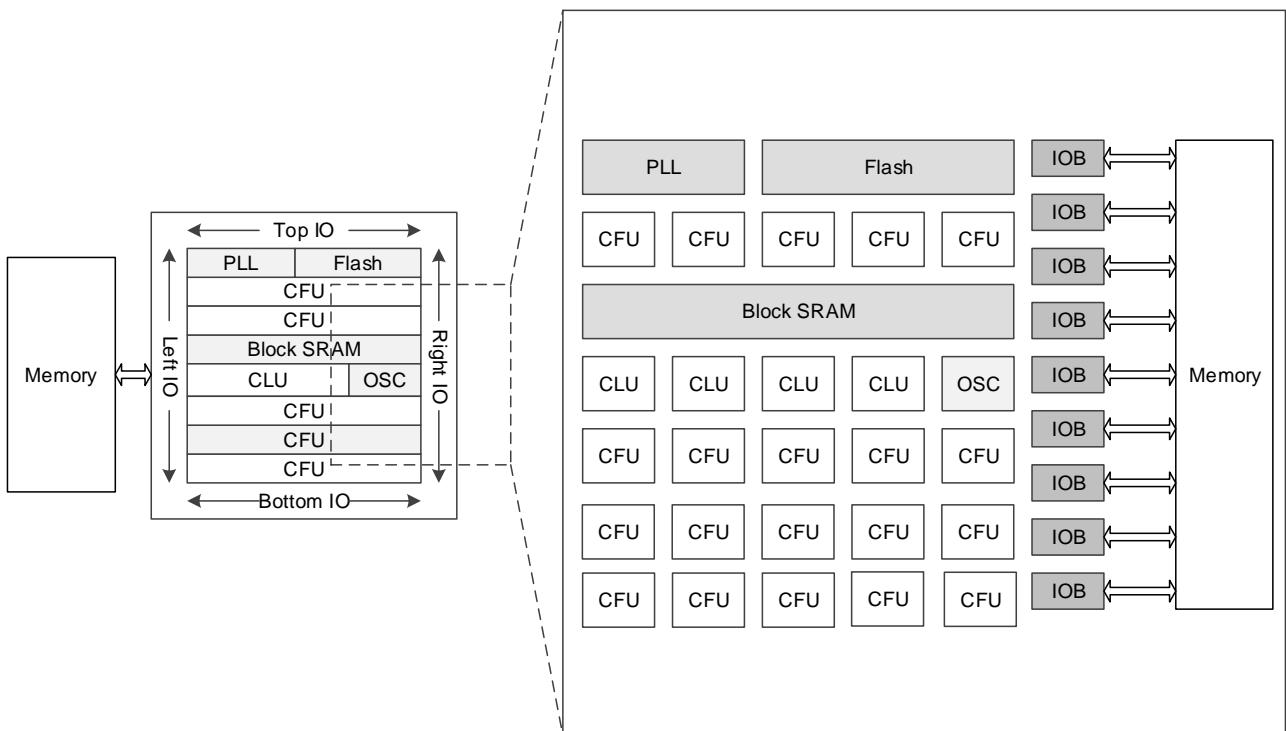 Memory
Top IO
Left IO
PLL Flash
CFU
CFU
Block SRAM
CLU OSC
CFU
CFU
CFU
Right IO
Bottom IO
PLL Flash IOB
IOB
CFU CFU CFU CFU CFU
IOB
Block SRAM IOB
CLU CLU CLU CLU OSC IOB Memory
IOB
CFU CFU CFU CFU CFU
IOB
CFU CFU CFU CFU CFU IOB
CFU CFU CFU CFU CFU IOB